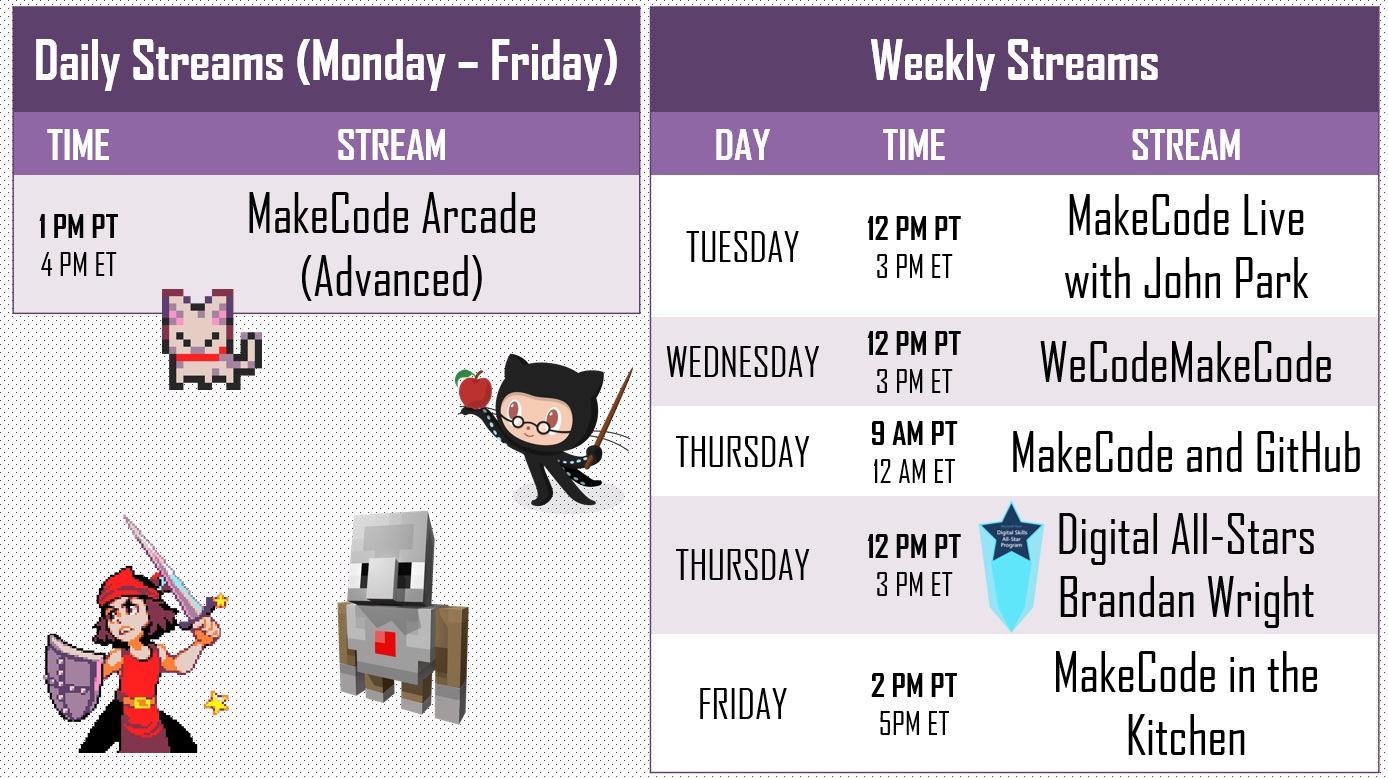 Daily Streams (Monday – Friday)
TIME STREAM
1 PM PT
4 PM ET
MakeCode Arcade
(Advanced)
Weekly Streams
DAY TIME STREAM
TUESDAY
12 PM PT
3 PM ET
MakeCode Live
with John Park
WEDNESDAY
12 PM PT
3 PM ET
WeCodeMakeCode
THURSDAY
9 AM PT
12 AM ET
MakeCode and GitHub
THURSDAY
12 PM PT
3 PM ET
Digital Skills
All-Star
Program
Digital All-Stars
Brandan Wright
FRIDAY
2 PM PT
5PM ET
MakeCode in the
Kitchen